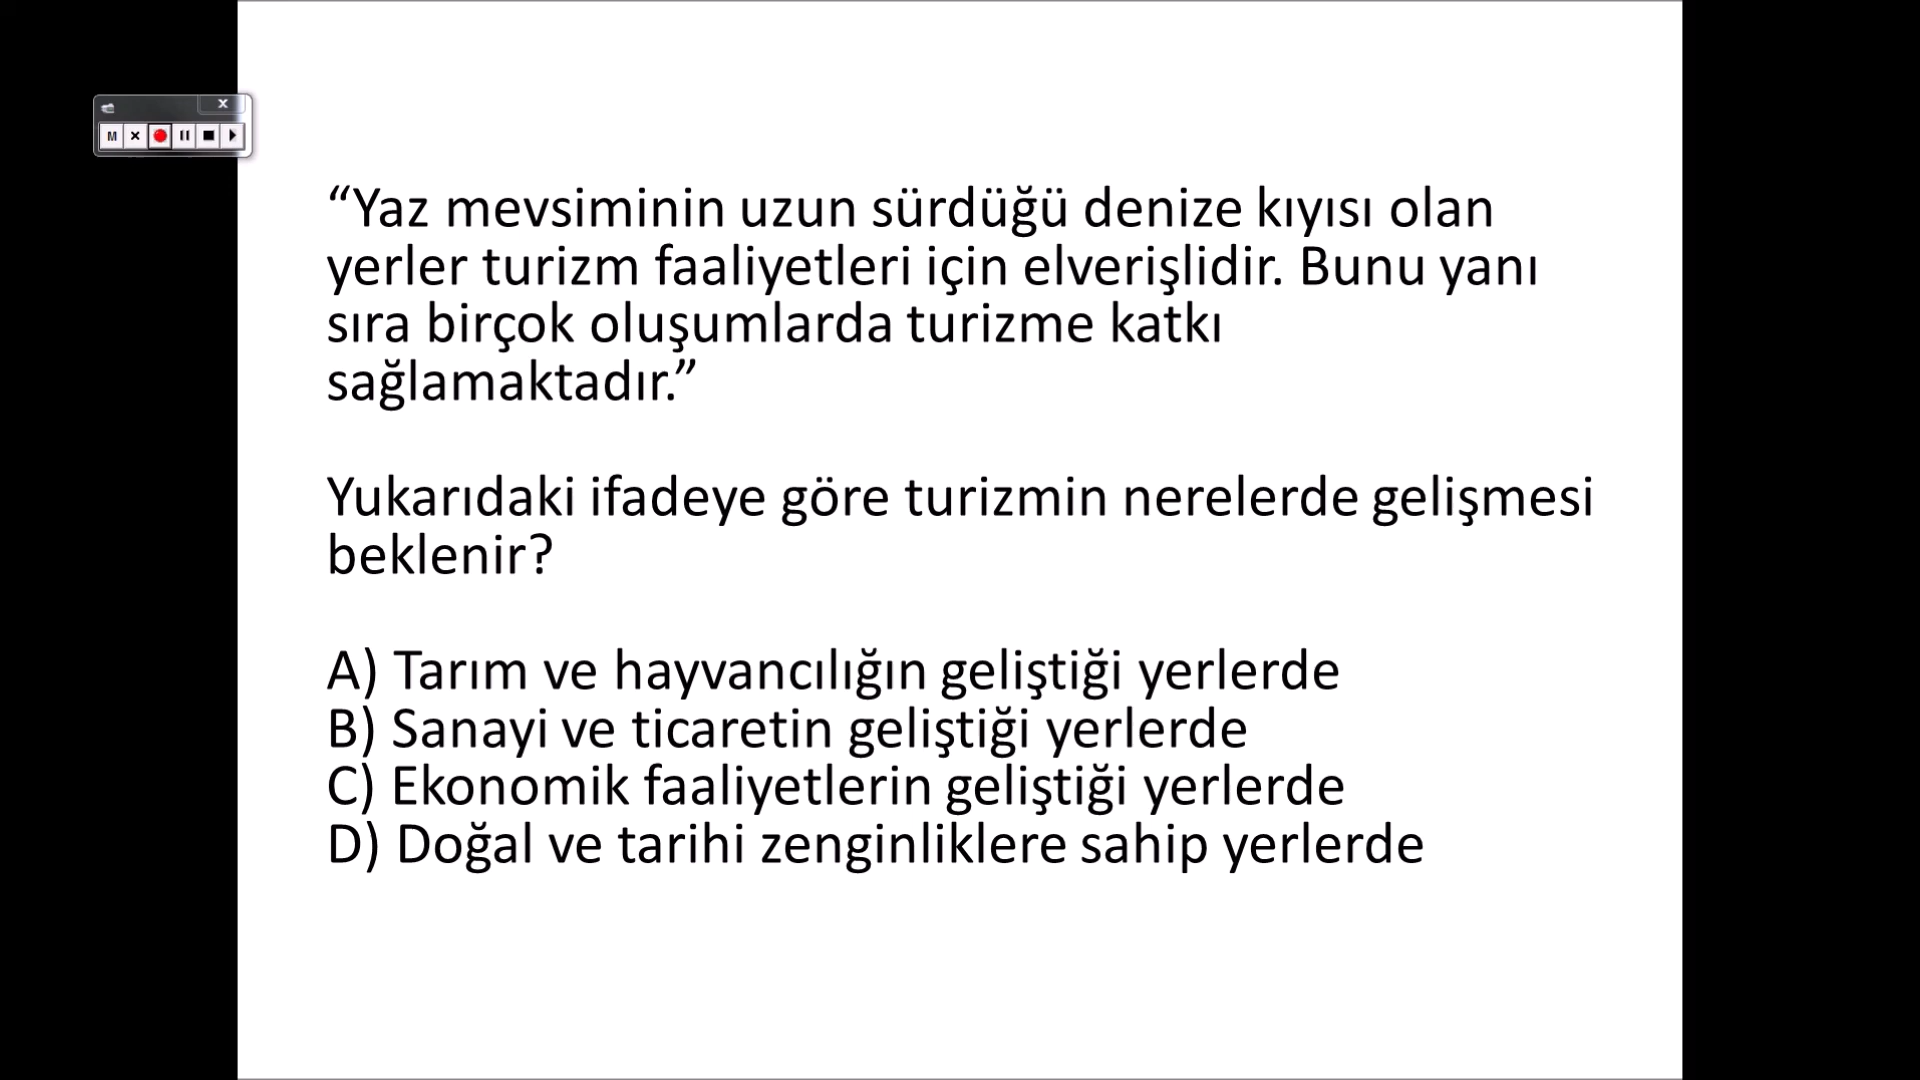 M
“Yaz mevsiminin uzun sürdüğü denize kıyısı olan
yerler turizm faaliyetleri için elverişlidir. Bunu yanı
sıra birçok oluşumlarda turizme katkı
sağlamaktadır.”
Yukarıdaki ifadeye göre turizmin nerelerde gelişmesi
beklenir?
A) Tarım ve hayvancılığın geliştiği yerlerde
B) Sanayi ve ticaretin geliştiği yerlerde
C) Ekonomik faaliyetlerin geliştiği yerlerde
D) Doğal ve tarihi zenginliklere sahip yerlerde